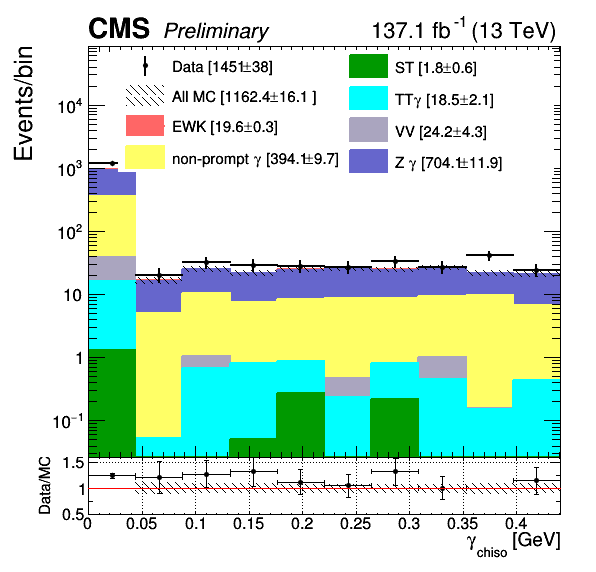 CMS Preliminary 137.1 fb⁻¹ (13 TeV)
Events/bin
Data [1451±38]
All MC [1162.4±16.1 ]
EWK [19.6±0.3]
non-prompt γ [394.1±9.7]
ST [1.8±0.6]
TTγ [18.5±2.1]
VV [24.2±4.3]
Z γ [704.1±11.9]
10⁴
10³
10²
10
1
10⁻¹
Data/MC
1.5
1
0.5
0 0.05 0.1 0.15 0.2 0.25 0.3 0.35 0.4
γchiso [GeV]